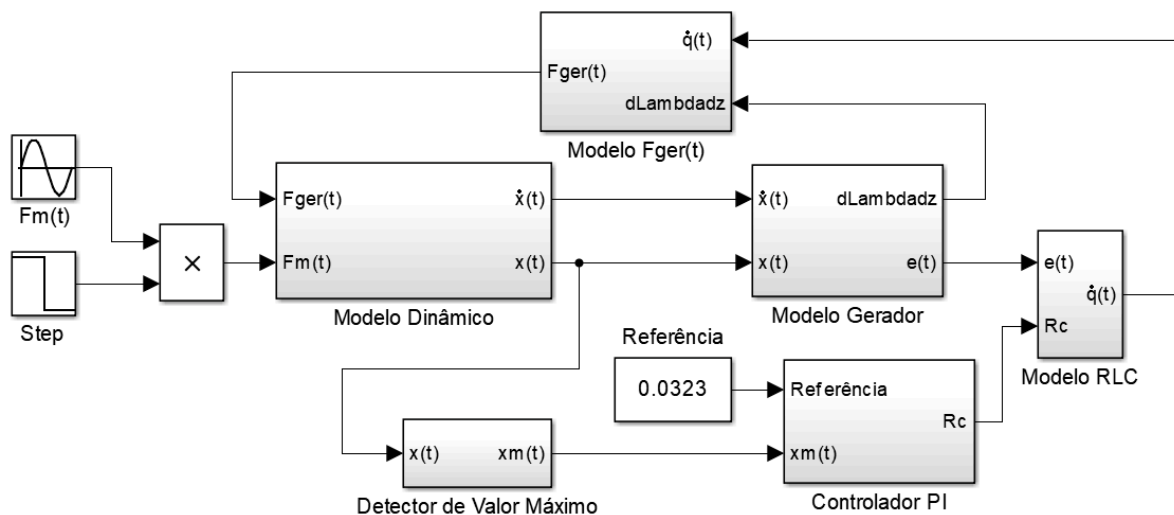 q̇(t)
Fger(t)
dLambdadz
Modelo Fger(t)
Fm(t)
Step
×
Fger(t)
ẋ(t)
Fm(t)
x(t)
Modelo Dinâmico
ẋ(t)
dLambdadz
x(t)
e(t)
Modelo Gerador
e(t)
q̇(t)
Rc
Modelo RLC
Referência
0.0323
Referência
Rc
xm(t)
Controlador PI
x(t)
xm(t)
Detector de Valor Máximo